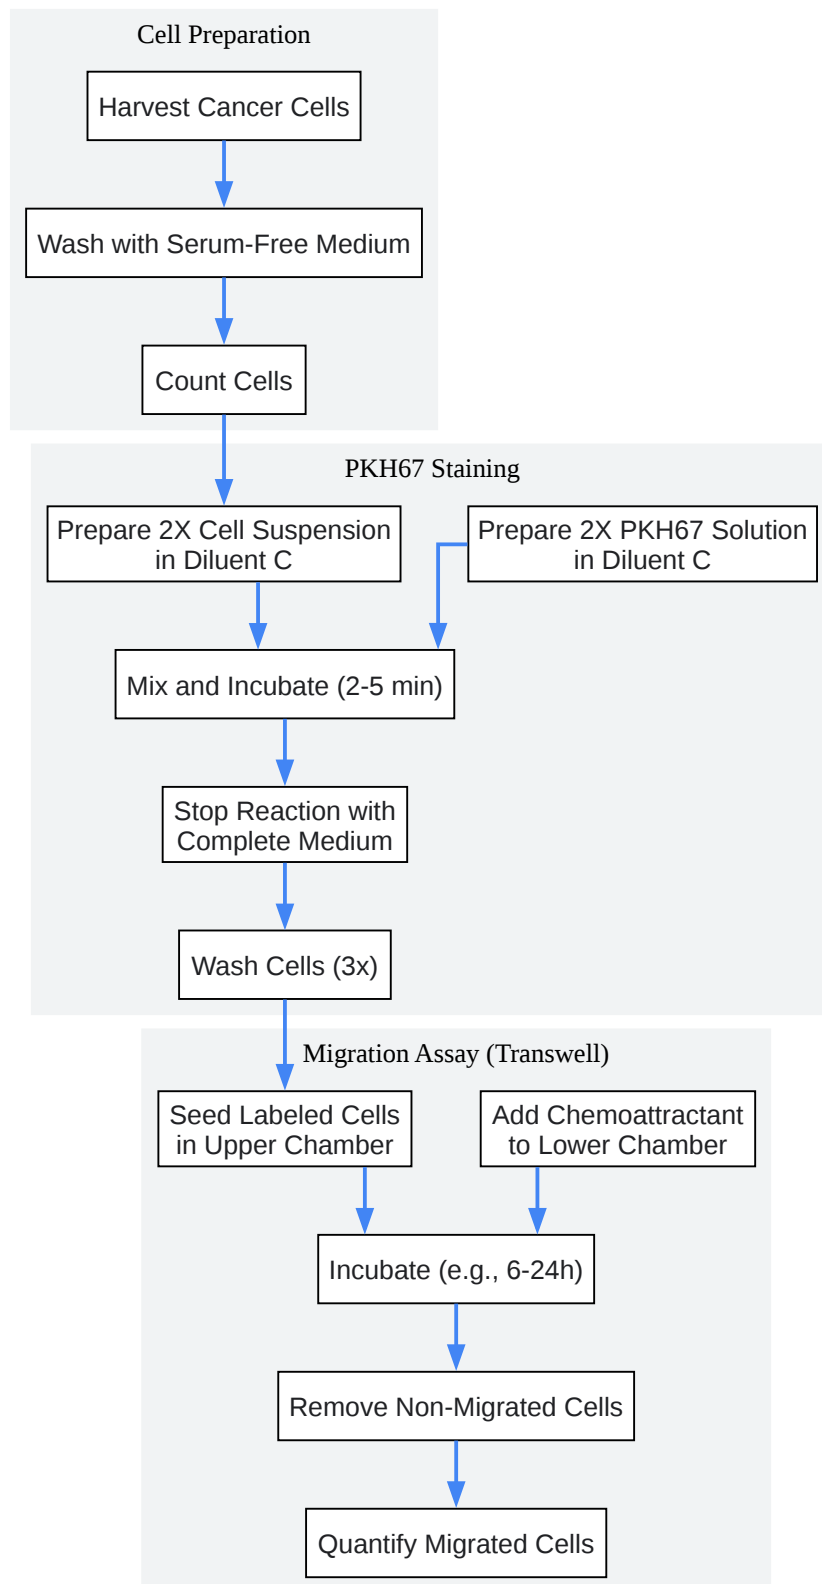 Cell Preparation
Harvest Cancer Cells
Wash with Serum-Free Medium
Count Cells
PKH67 Staining
Prepare 2X Cell Suspension
in Diluent C
Prepare 2X PKH67 Solution
in Diluent C
Mix and Incubate (2-5 min)
Stop Reaction with
Complete Medium
Wash Cells (3x)
Migration Assay (Transwell)
Seed Labeled Cells
in Upper Chamber
Add Chemoattractant
to Lower Chamber
Incubate (e.g., 6-24h)
Remove Non-Migrated Cells
Quantify Migrated Cells